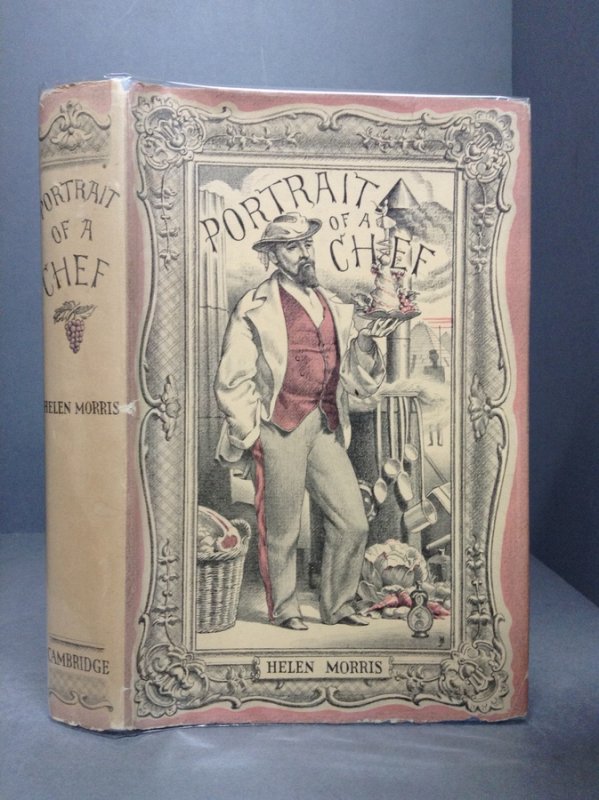 PORTRAIT
OF A
CHEF
HELEN MORRIS
CAMBRIDGE
PORTRAIT
OF A
CHEF
HELEN MORRIS